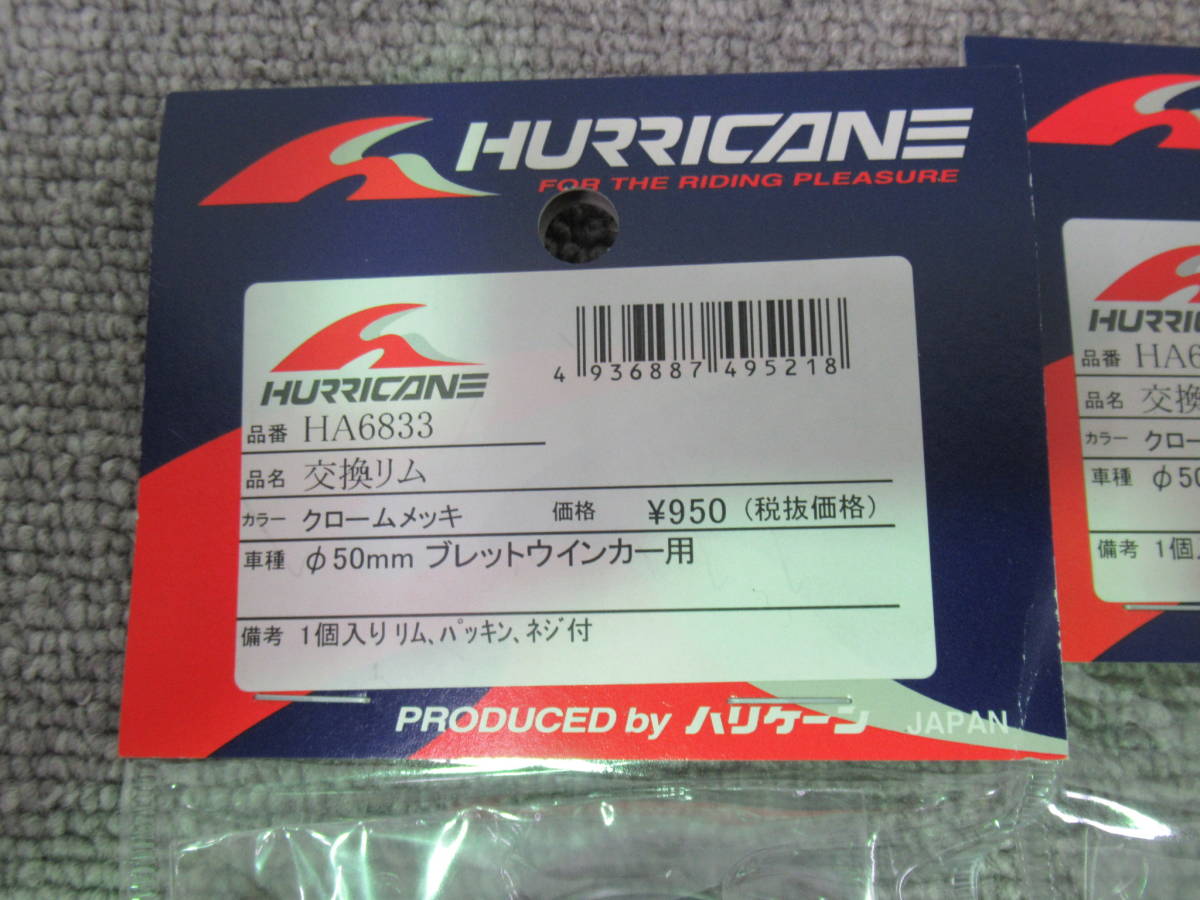 HURRICANE
FOR THE RIDING PLEASURE
HURRICANE
4 936887 495218
品番 HA6833
品名 交換リム
カラー クロームメッキ 価格 ¥950 (税抜価格)
車種 φ50mm ブレットウインカー用
備考 1個入り リム、パッキン、ネジ付
PRODUCED by ハリケーン JAPAN
HURRI
品番 HA6
品名 交換
カラー クロー
車種 φ50
備考 1個